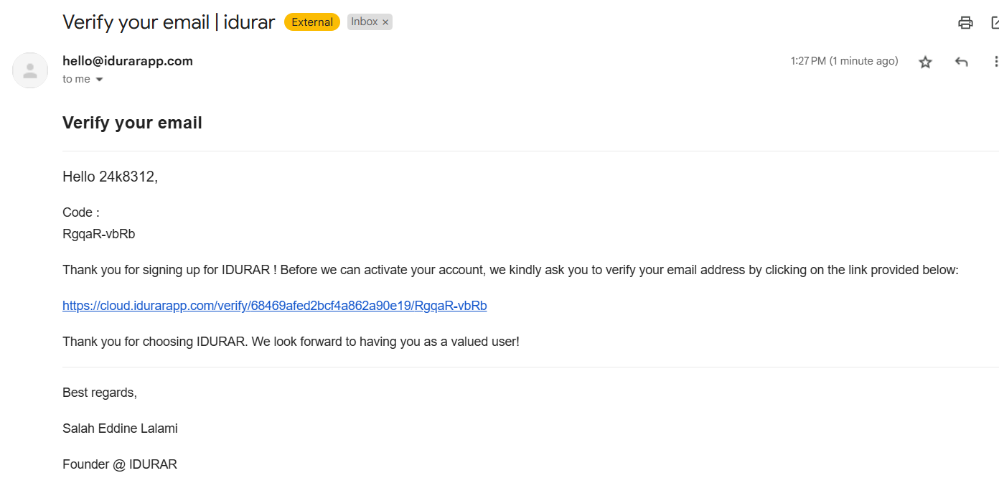 Verify your email | idurar External Inbox ×
hello@idurarapp.com 1:27 PM (1 minute ago)
to me
Verify your email
Hello 24k8312,
Code :
RgqaR-vbRb
Thank you for signing up for IDURAR ! Before we can activate your account, we kindly ask you to verify your email address by clicking on the link provided below:
https://cloud.idurarapp.com/verify/68469afed2bcf4a862a90e19/RgqaR-vbRb
Thank you for choosing IDURAR. We look forward to having you as a valued user!
Best regards,
Salah Eddine Lalami
Founder @ IDURAR